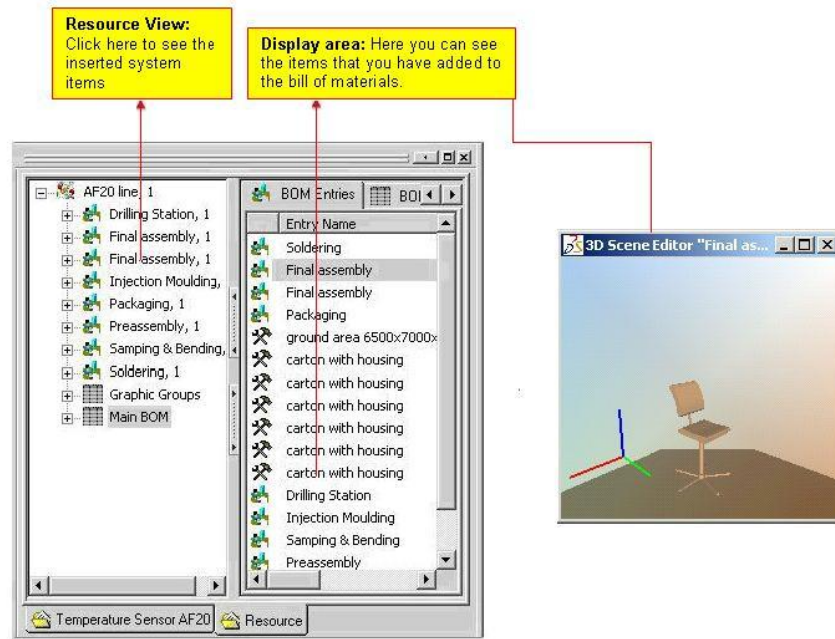 Resource View:
Click here to see the
inserted system
items
Display area: Here you can see
the items that you have added to
the bill of materials.
AF20 line, 1
Drilling Station, 1
Final assembly, 1
Final assembly, 1
Injection Moulding,
Packaging, 1
Preassembly, 1
Samping & Bending,
Soldering, 1
Graphic Groups
Main BOM
BOM Entries
Entry Name
Soldering
Final assembly
Final assembly
Packaging
ground area 6500x7000x
carton with housing
carton with housing
carton with housing
carton with housing
carton with housing
carton with housing
Drilling Station
Injection Moulding
Samping & Bending
Preassembly
Temperature Sensor AF20
Resource
3D Scene Editor "Final as...